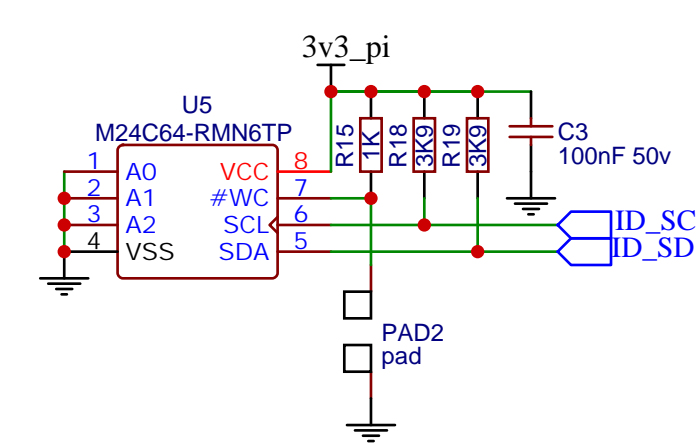 3v3_pi
U5
M24C64-RMN6TP
1 A0 VCC 8
2 A1 #WC 7
3 A2 SCL 6
4 VSS SDA 5
R15 1K
R18 3K9
R19 3K9
C3
100nF 50v
ID_SC
ID_SD
PAD2
pad